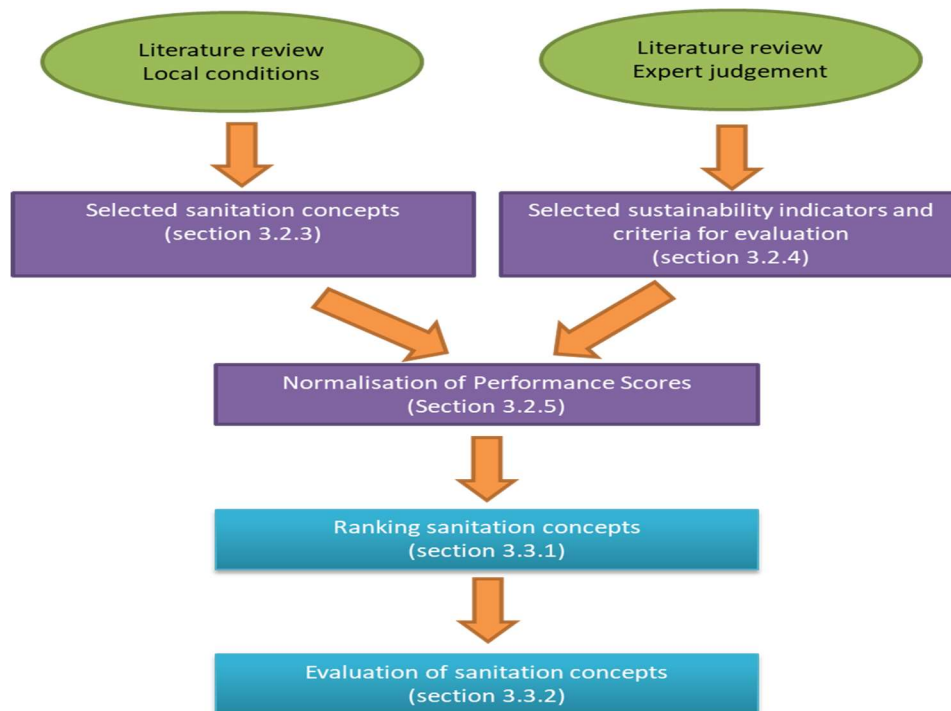 Literature review
Local conditions
Literature review
Expert judgement
Selected sanitation concepts
(section 3.2.3)
Selected sustainability indicators and
criteria for evaluation
(section 3.2.4)
Normalisation of Performance Scores
(Section 3.2.5)
Ranking sanitation concepts
(section 3.3.1)
Evaluation of sanitation concepts
(section 3.3.2)